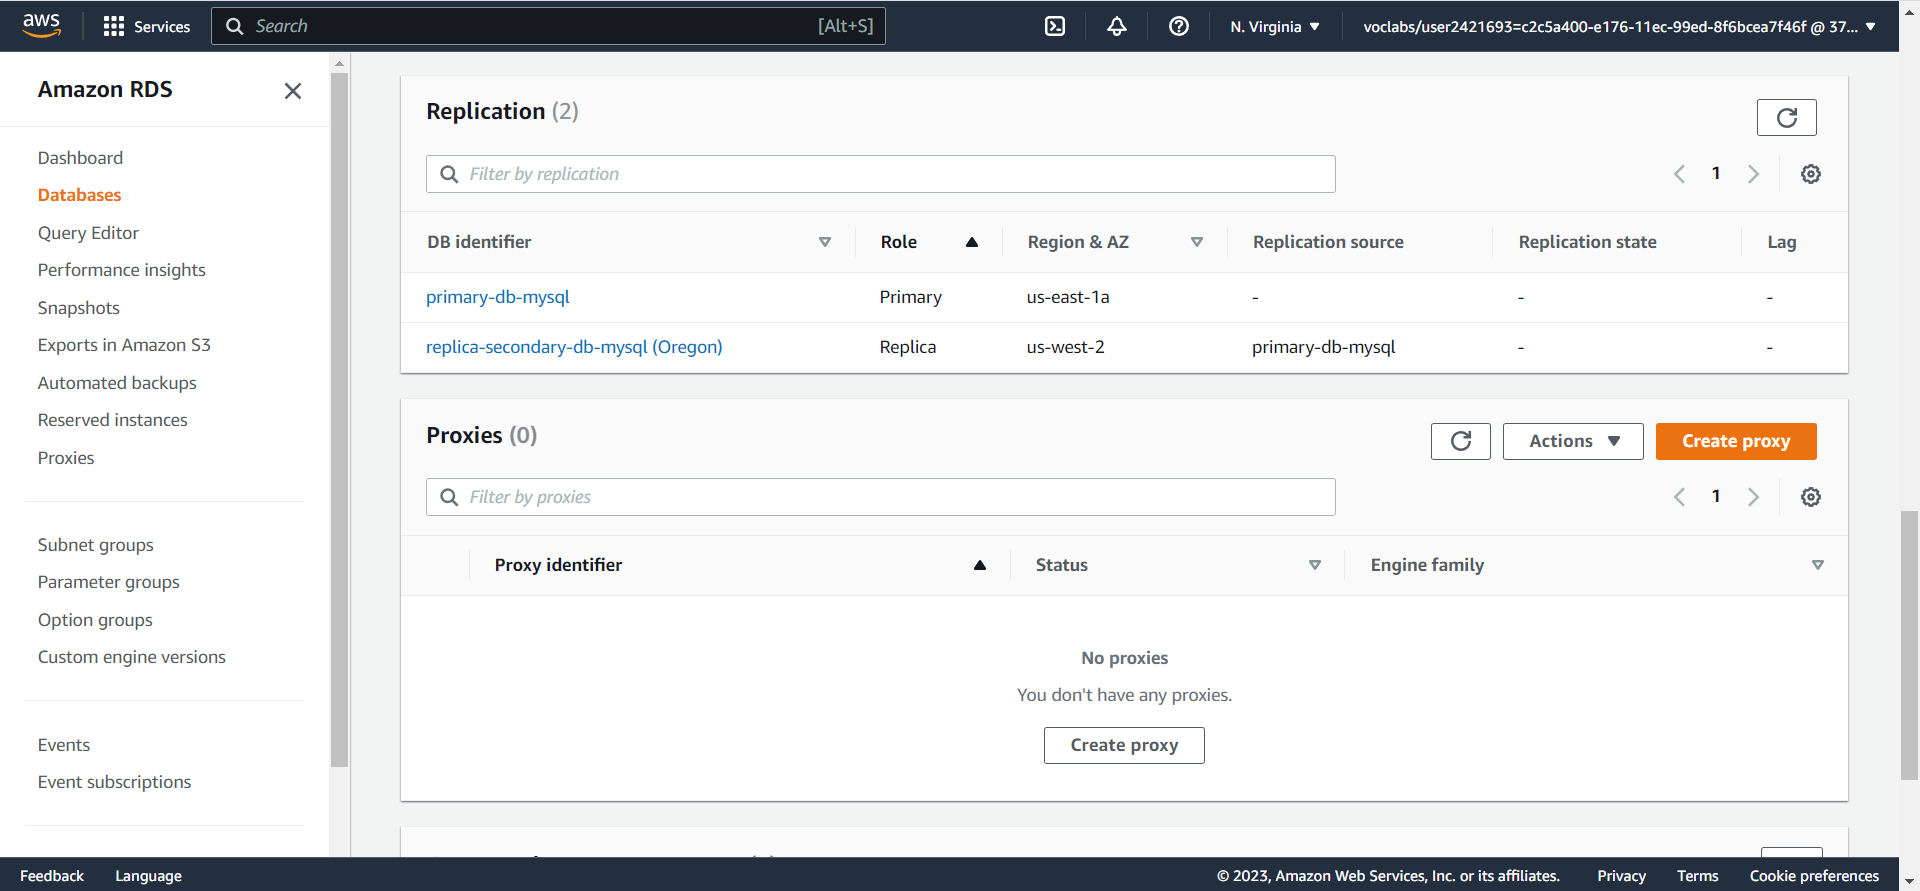 aws
Services
Search
[Alt+S]
N. Virginia
voclabs/user2421693=c2c5a400-e176-11ec-99ed-8f6bcea7f46f @ 37...
Amazon RDS
Dashboard
Databases
Query Editor
Performance insights
Snapshots
Exports in Amazon S3
Automated backups
Reserved instances
Proxies
Subnet groups
Parameter groups
Option groups
Custom engine versions
Events
Event subscriptions
Replication (2)
Filter by replication
1
DB identifier Role Region & AZ Replication source Replication state Lag
primary-db-mysql Primary us-east-1a - - -
replica-secondary-db-mysql (Oregon) Replica us-west-2 primary-db-mysql - -
Proxies (0)
Actions
Create proxy
Filter by proxies
1
Proxy identifier Status Engine family
No proxies
You don't have any proxies.
Create proxy
Feedback Language © 2023, Amazon Web Services, Inc. or its affiliates. Privacy Terms Cookie preferences